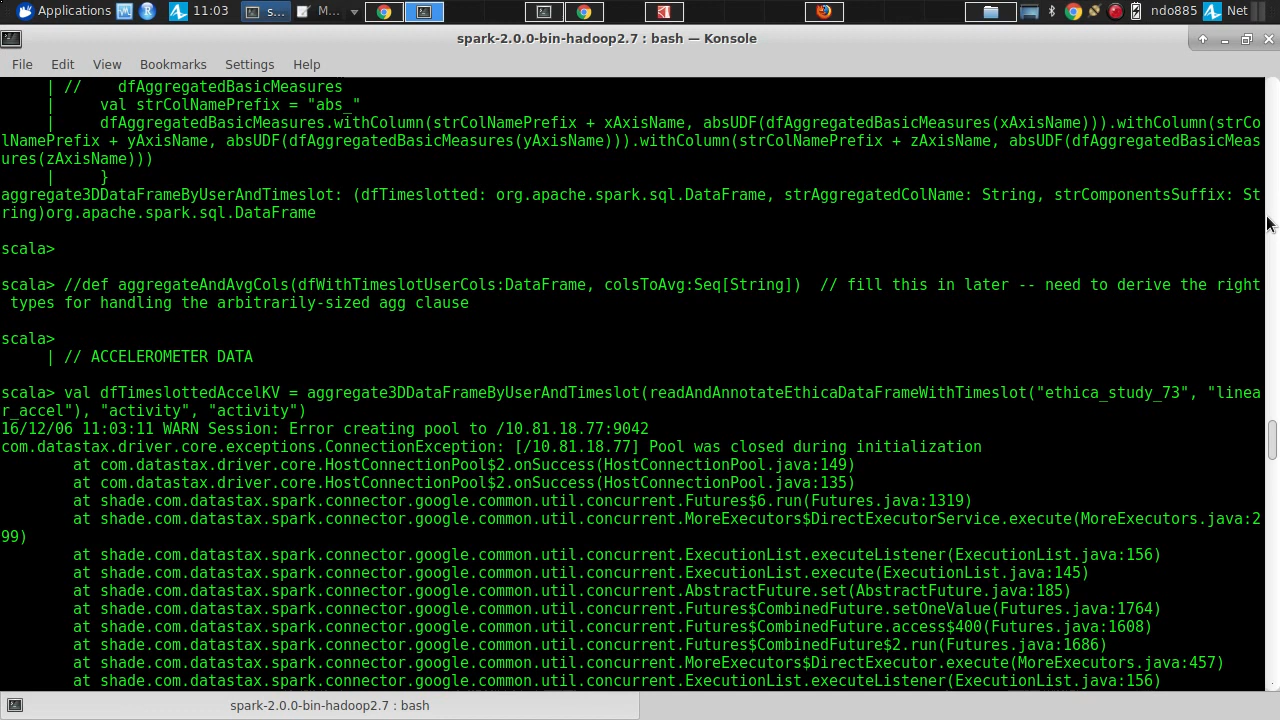 Applications 11:03 s... M... ndo885 Net
spark-2.0.0-bin-hadoop2.7 : bash — Konsole
File Edit View Bookmarks Settings Help
| //    dfAggregatedBasicMeasures
|     val strColNamePrefix = "abs_"
|     dfAggregatedBasicMeasures.withColumn(strColNamePrefix + xAxisName, absUDF(dfAggregatedBasicMeasures(xAxisName))).withColumn(strCo
lNamePrefix + yAxisName, absUDF(dfAggregatedBasicMeasures(yAxisName))).withColumn(strColNamePrefix + zAxisName, absUDF(dfAggregatedBasicMeas
ures(zAxisName)))
|     }
aggregate3DDataFrameByUserAndTimeslot: (dfTimeslotted: org.apache.spark.sql.DataFrame, strAggregatedColName: String, strComponentsSuffix: St
ring)org.apache.spark.sql.DataFrame
scala>
scala> //def aggregateAndAvgCols(dfWithTimeslotUserCols:DataFrame, colsToAvg:Seq[String])  // fill this in later -- need to derive the right
types for handling the arbitrarily-sized agg clause
scala>
| // ACCELEROMETER DATA
scala> val dfTimeslottedAccelKV = aggregate3DDataFrameByUserAndTimeslot(readAndAnnotateEthicaDataFrameWithTimeslot("ethica_study_73", "linea
r_accel"), "activity", "activity")
16/12/06 11:03:11 WARN Session: Error creating pool to /10.81.18.77:9042
com.datastax.driver.core.exceptions.ConnectionException: [/10.81.18.77] Pool was closed during initialization
at com.datastax.driver.core.HostConnectionPool$2.onSuccess(HostConnectionPool.java:149)
at com.datastax.driver.core.HostConnectionPool$2.onSuccess(HostConnectionPool.java:135)
at shade.com.datastax.spark.connector.google.common.util.concurrent.Futures$6.run(Futures.java:1319)
at shade.com.datastax.spark.connector.google.common.util.concurrent.MoreExecutors$DirectExecutorService.execute(MoreExecutors.java:2
99)
at shade.com.datastax.spark.connector.google.common.util.concurrent.ExecutionList.executeListener(ExecutionList.java:156)
at shade.com.datastax.spark.connector.google.common.util.concurrent.ExecutionList.execute(ExecutionList.java:145)
at shade.com.datastax.spark.connector.google.common.util.concurrent.AbstractFuture.set(AbstractFuture.java:185)
at shade.com.datastax.spark.connector.google.common.util.concurrent.Futures$CombinedFuture.setOneValue(Futures.java:1764)
at shade.com.datastax.spark.connector.google.common.util.concurrent.Futures$CombinedFuture.access$400(Futures.java:1608)
at shade.com.datastax.spark.connector.google.common.util.concurrent.Futures$CombinedFuture$2.run(Futures.java:1686)
at shade.com.datastax.spark.connector.google.common.util.concurrent.MoreExecutors$DirectExecutor.execute(MoreExecutors.java:457)
at shade.com.datastax.spark.connector.google.common.util.concurrent.ExecutionList.executeListener(ExecutionList.java:156)
spark-2.0.0-bin-hadoop2.7 : bash